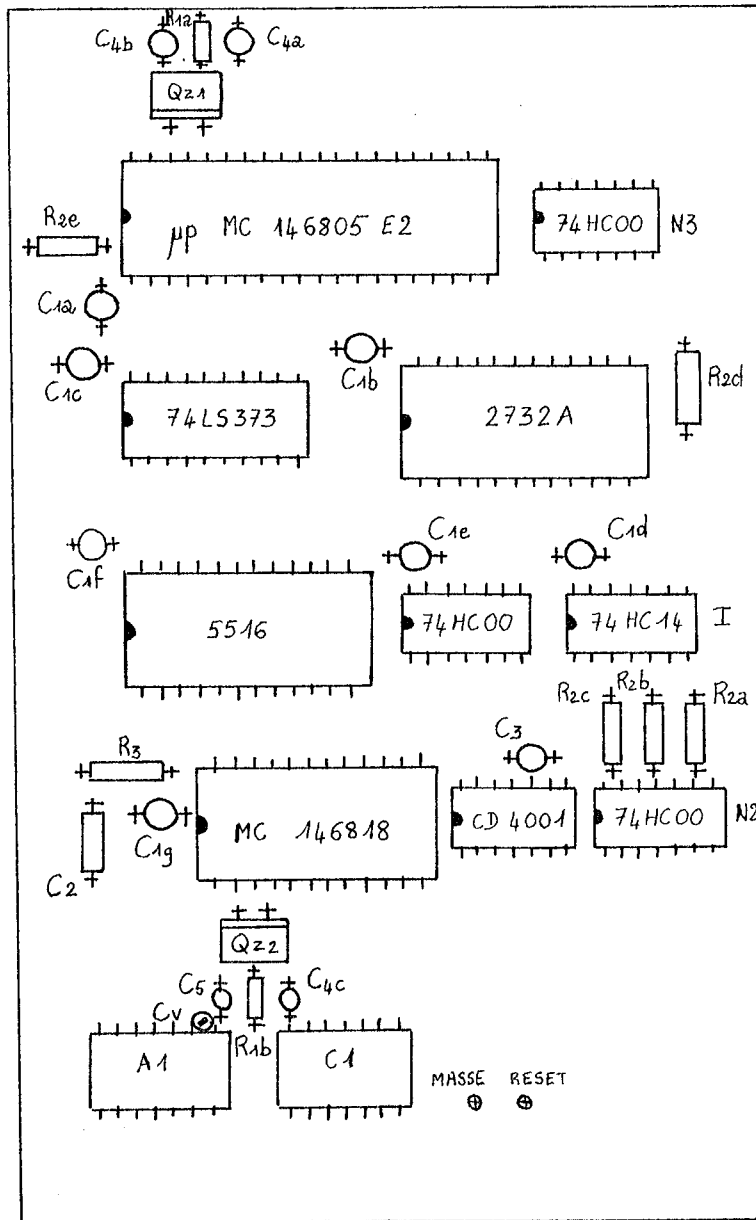 C4b R1a C4a
Qz1
R2e µp MC 146805 E2 74HC00 N3
C1a
C1c C1b R2d
74LS373 2732A
C1f C1e C1d
5516 74HC00 74HC14 I
R2c R2b R2a
R3 C3
C1g MC 146818 CD 4001 74HC00 N2
C2
Qz2
C5 C4c
Cv R1b
A1 C1 MASSE RESET